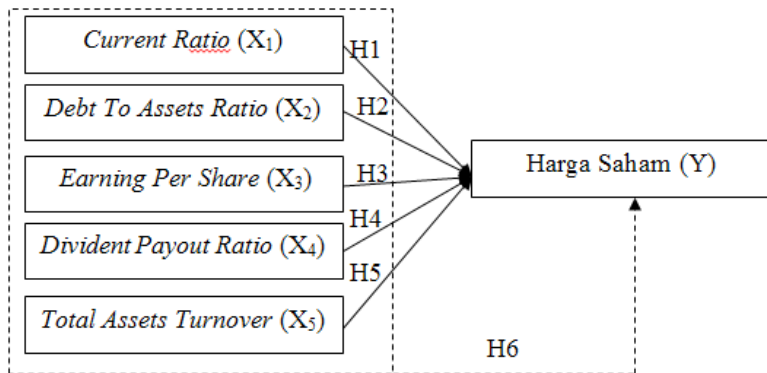 Current Ratio (X₁)
H1
Debt To Assets Ratio (X₂)
H2
Harga Saham (Y)
Earning Per Share (X₃)
H3
H4
Divident Payout Ratio (X₄)
H5
Total Assets Turnover (X₅)
H6